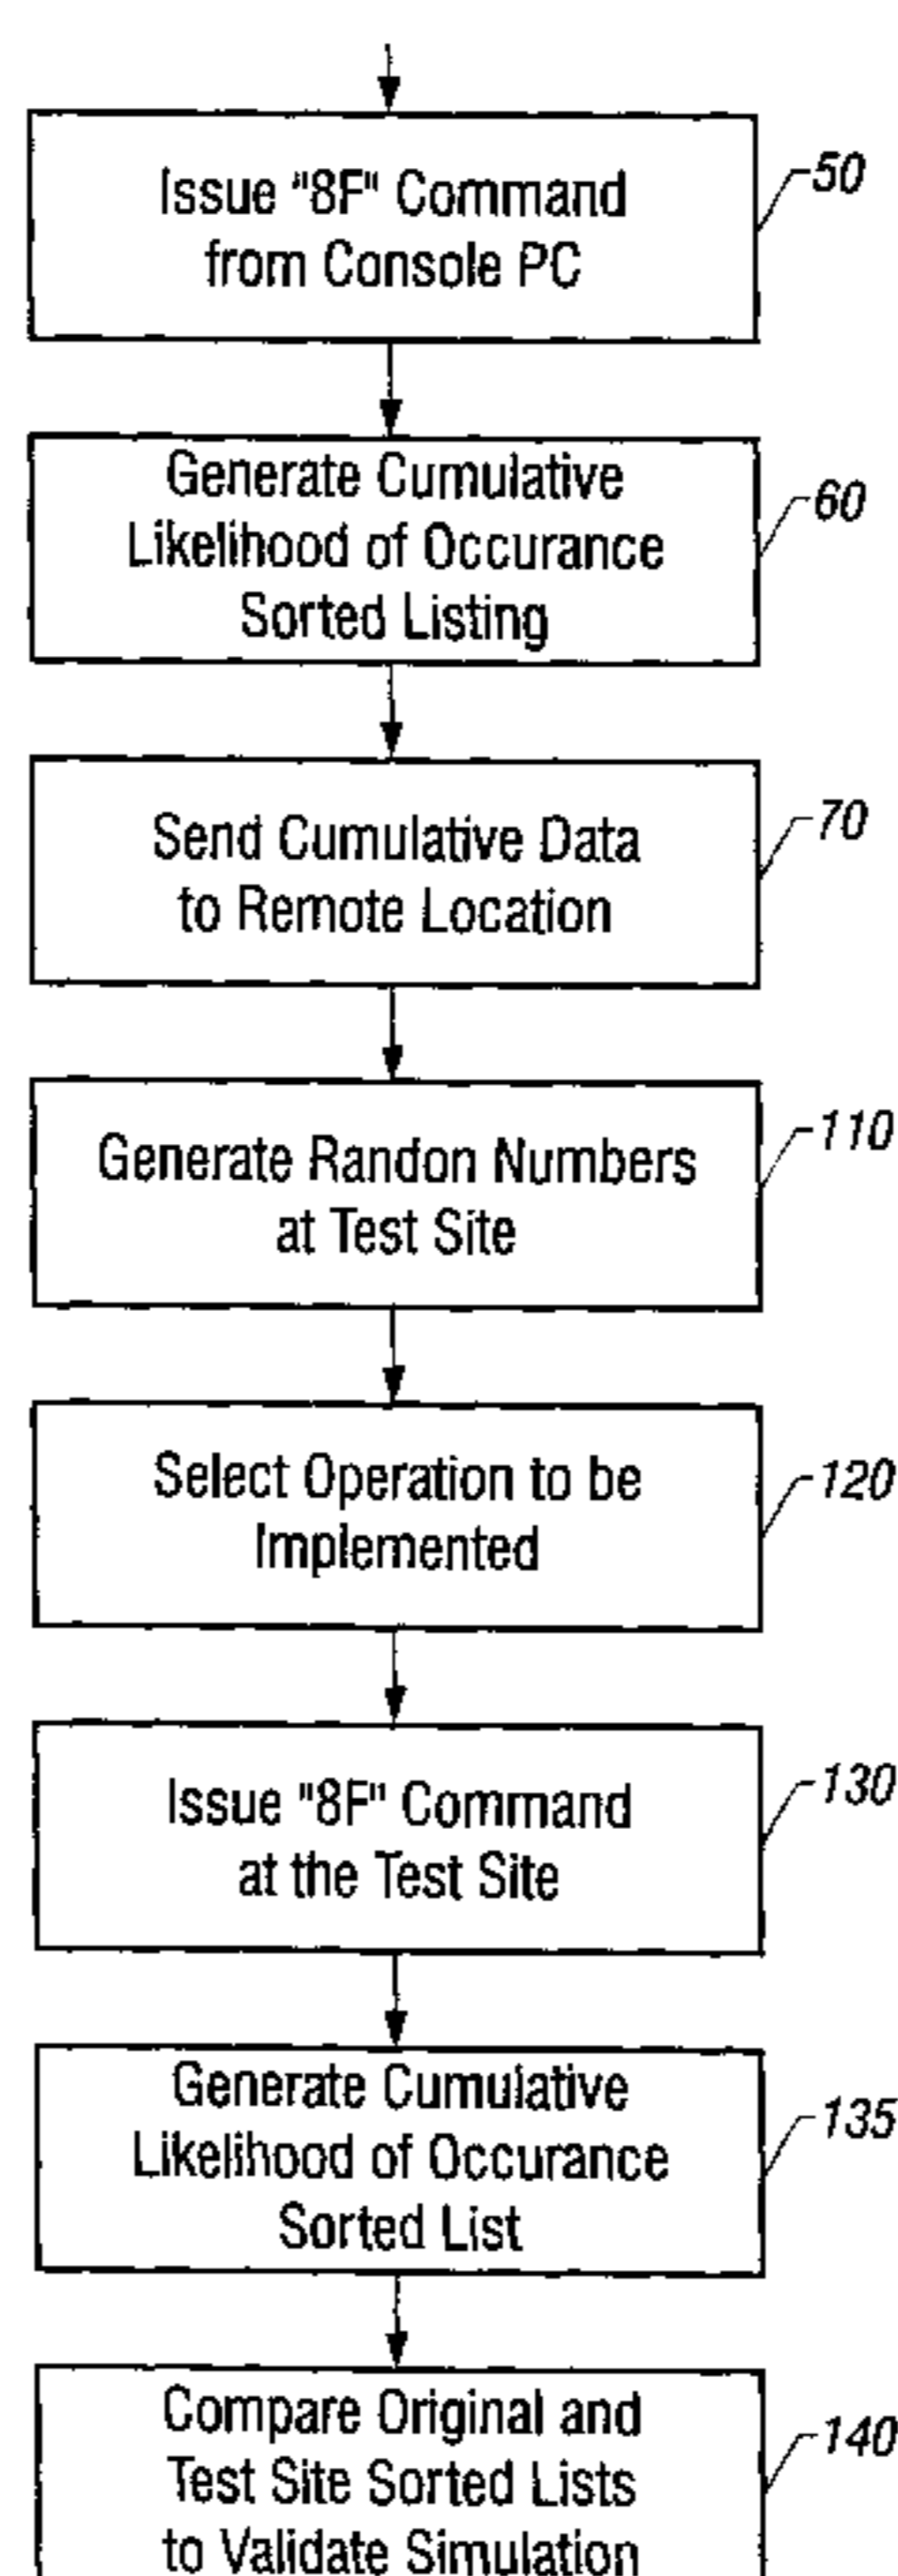 Issue "8F" Command
from Console PC
50
Generate Cumulative
Likelihood of Occurance
Sorted Listing
60
Send Cumulative Data
to Remote Location
70
Generate Randon Numbers
at Test Site
110
Select Operation to be
Implemented
120
Issue "8F" Command
at the Test Site
130
Generate Cumulative
Likelihood of Occurance
Sorted List
135
Compare Original and
Test Site Sorted Lists
to Validate Simulation
140